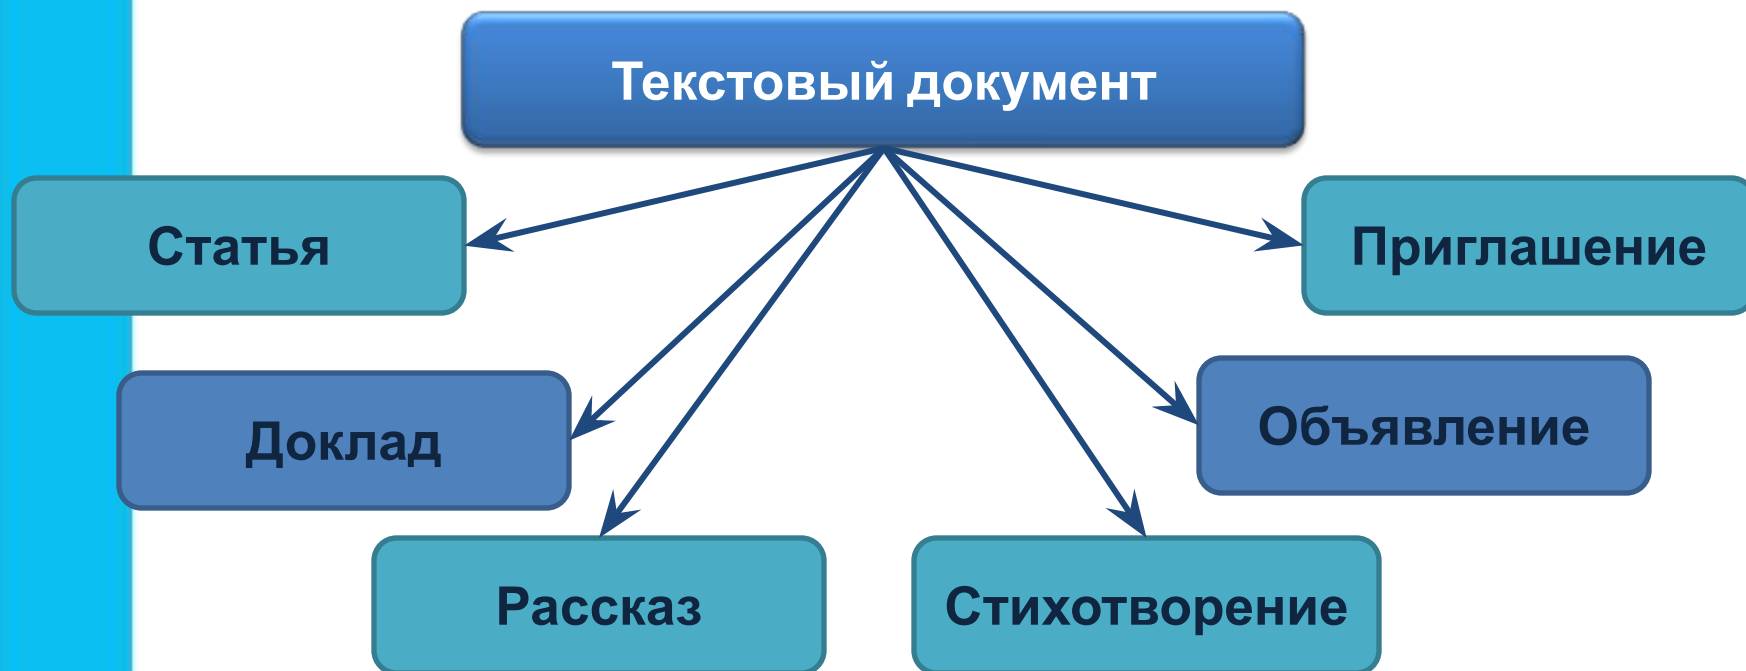 Текстовый документ
Статья
Приглашение
Доклад
Объявление
Рассказ
Стихотворение